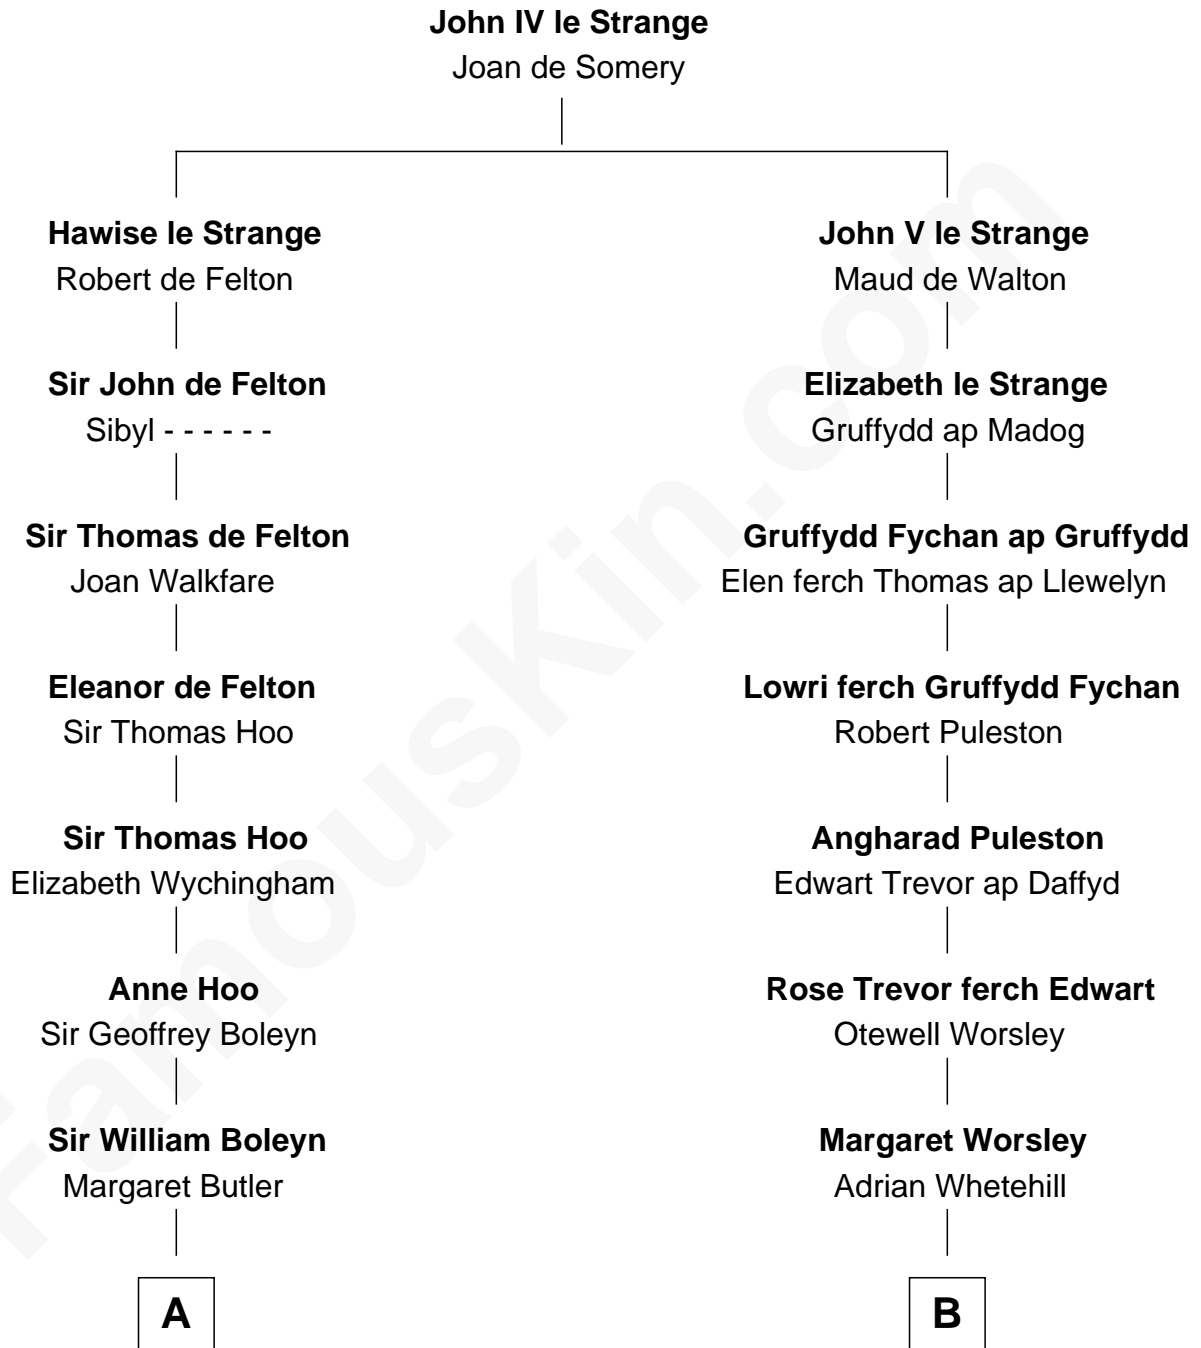 John IV le Strange
Joan de Somery
Hawise le Strange
Robert de Felton
John V le Strange
Maud de Walton
Sir John de Felton
Sibyl - - - - - -
Elizabeth le Strange
Gruffydd ap Madog
Sir Thomas de Felton
Joan Walkfare
Gruffydd Fychan ap Gruffydd
Elen ferch Thomas ap Llewelyn
Eleanor de Felton
Sir Thomas Hoo
Lowri ferch Gruffydd Fychan
Robert Puleston
Sir Thomas Hoo
Elizabeth Wychingham
Angharad Puleston
Edwart Trevor ap Daffyd
Anne Hoo
Sir Geoffrey Boleyn
Rose Trevor ferch Edwart
Otewell Worsley
Sir William Boleyn
Margaret Butler
Margaret Worsley
Adrian Whetehill
A
B
FamousKin.com